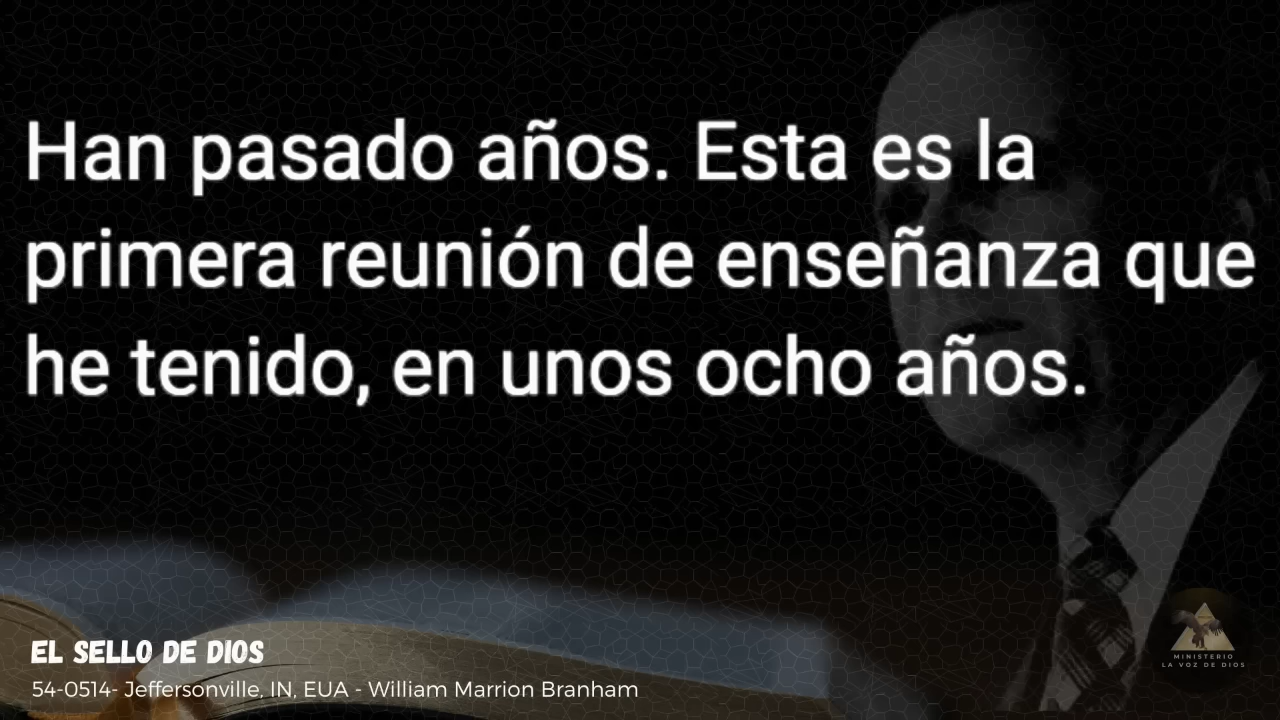 Han pasado años. Esta es la
primera reunión de enseñanza que
he tenido, en unos ocho años.
EL SELLO DE DIOS
54-0514- Jeffersonville, IN, EUA - William Marrion Branham
MINISTERIO
LA VOZ DE DIOS